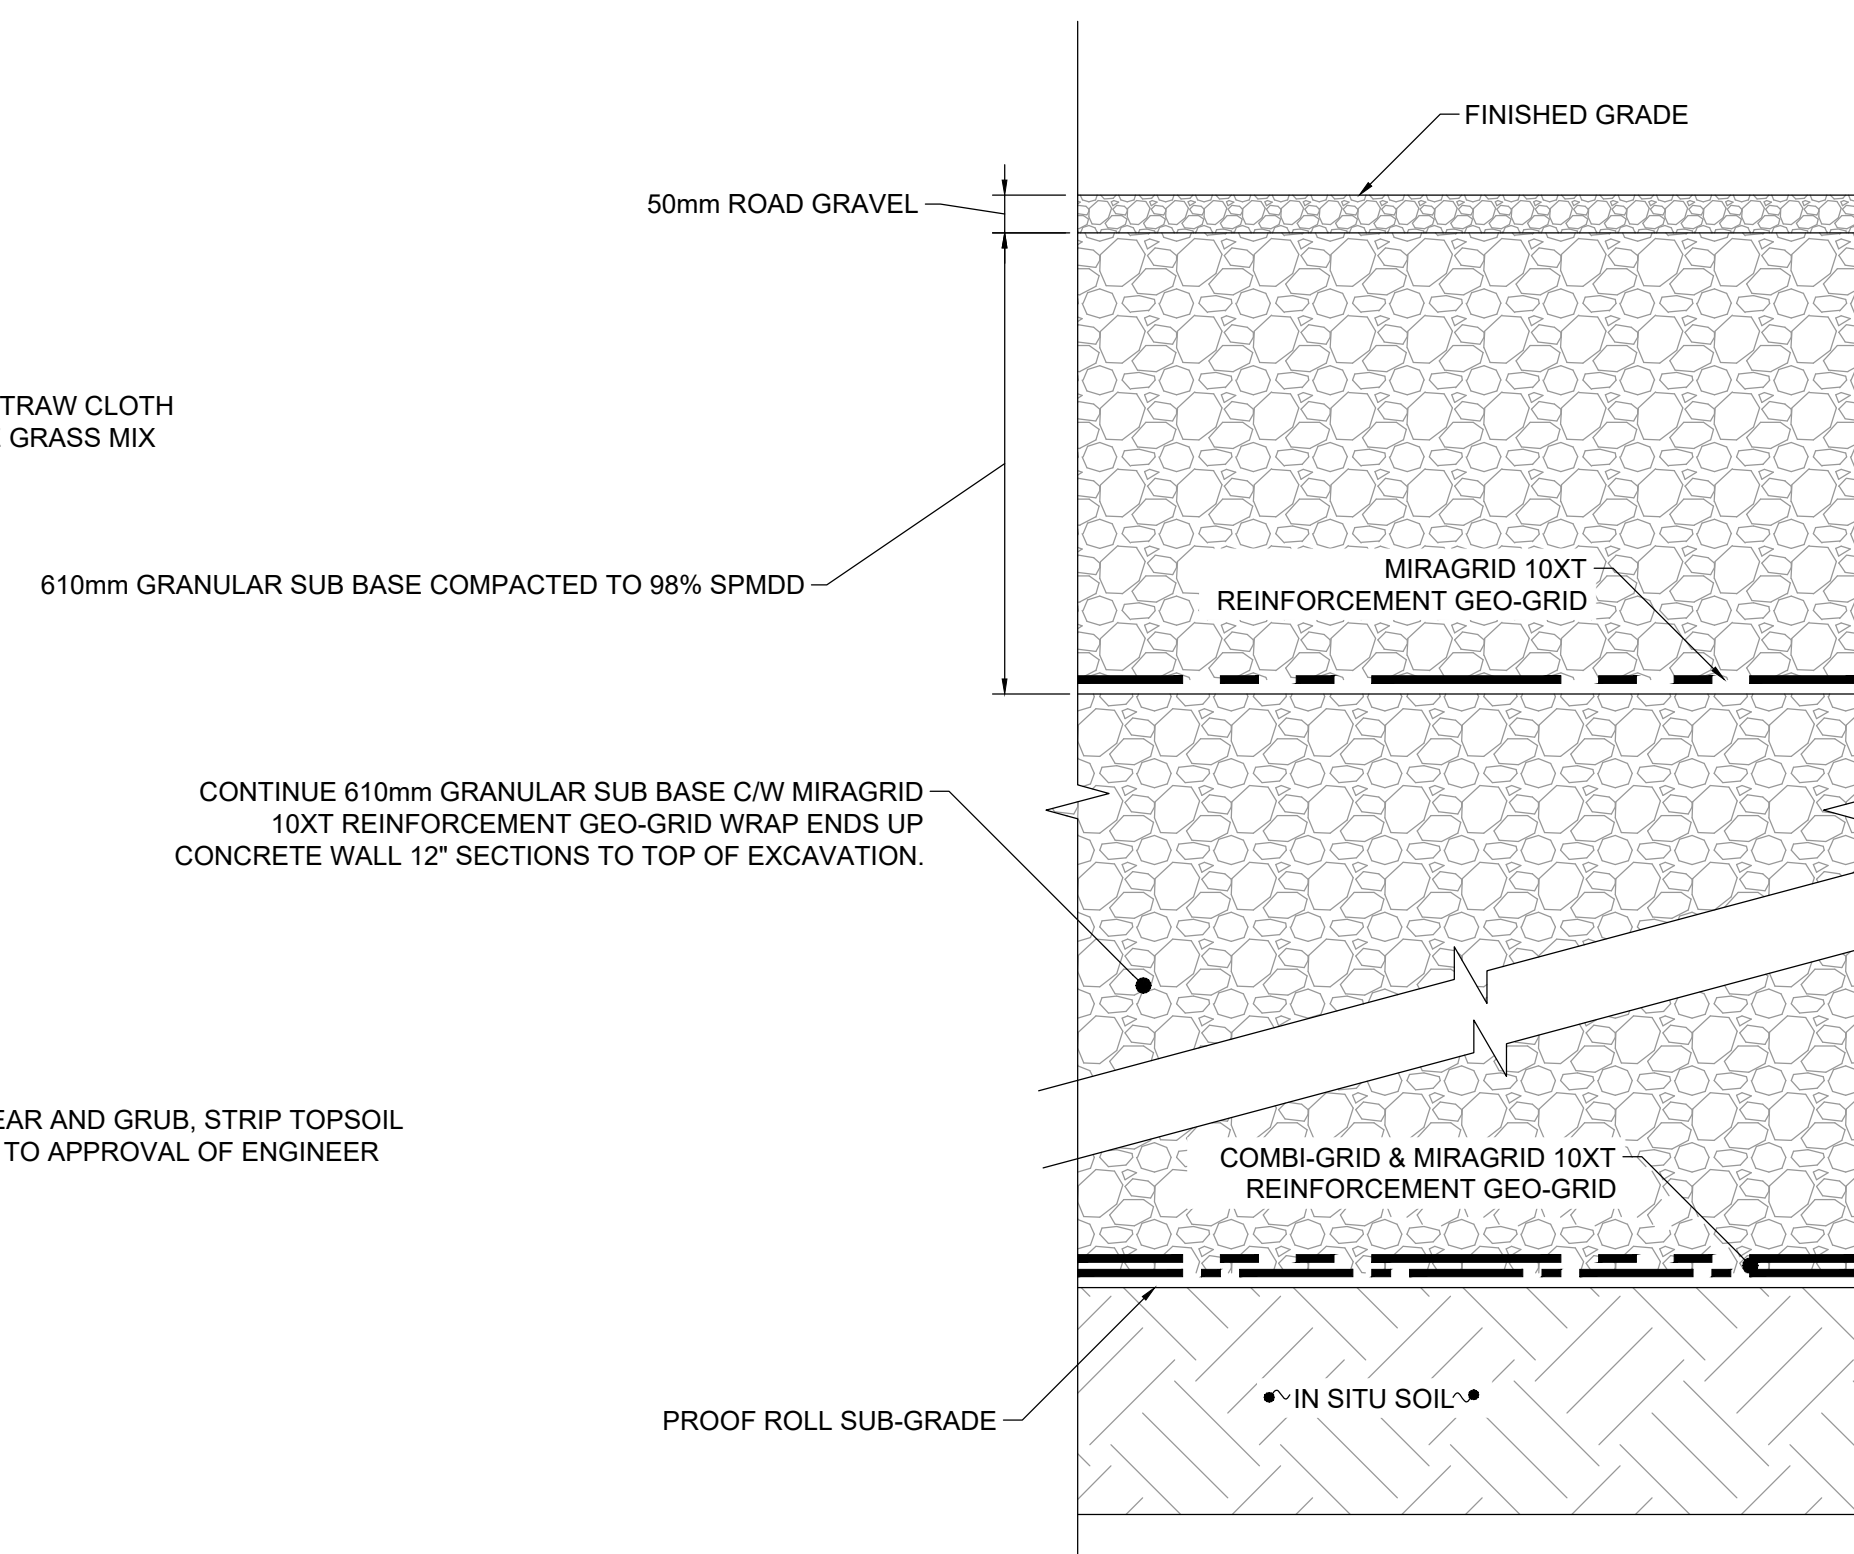 FINISHED GRADE
50mm ROAD GRAVEL
TRAW CLOTH
GRASS MIX
610mm GRANULAR SUB BASE COMPACTED TO 98% SPMDD
MIRAGRID 10XT
REINFORCEMENT GEO-GRID
CONTINUE 610mm GRANULAR SUB BASE C/W MIRAGRID
10XT REINFORCEMENT GEO-GRID WRAP ENDS UP
CONCRETE WALL 12" SECTIONS TO TOP OF EXCAVATION.
EAR AND GRUB, STRIP TOPSOIL
TO APPROVAL OF ENGINEER
COMBI-GRID & MIRAGRID 10XT
REINFORCEMENT GEO-GRID
IN SITU SOIL
PROOF ROLL SUB-GRADE